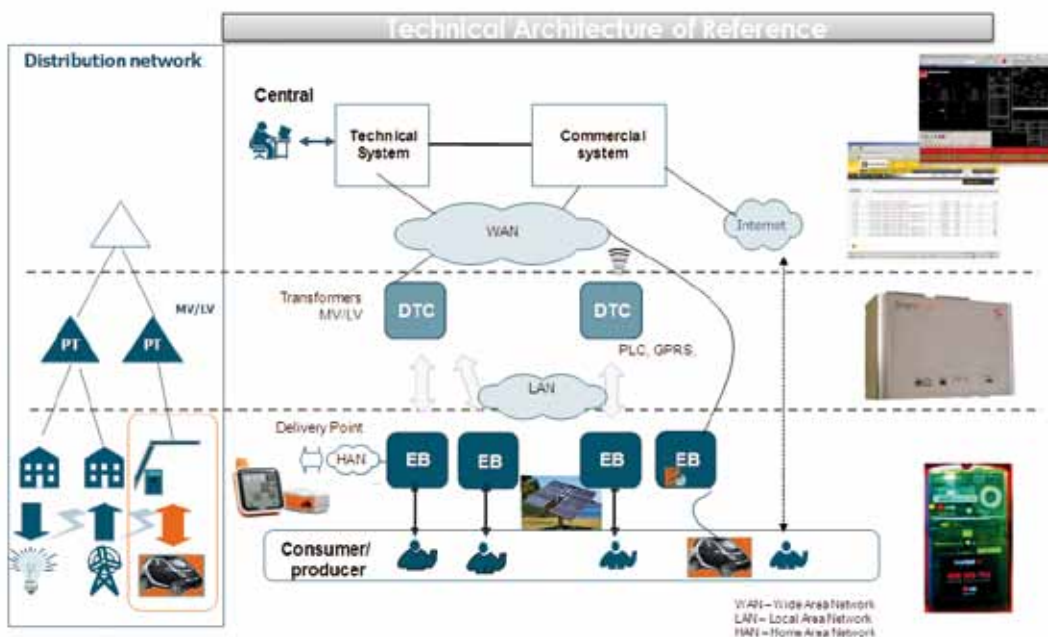 Technical Architecture of Reference
Distribution network
Central
Technical
System
Commercial
system
WAN
Internet
MV/LV
Transformers
MV/LV
DTC
DTC
PT
PT
PLC, GPRS,
LAN
Delivery Point
HAN
EB
EB
EB
EB
Consumer/
producer
WAN – Wide Area Network
LAN – Local Area Network
HAN – Home Area Network